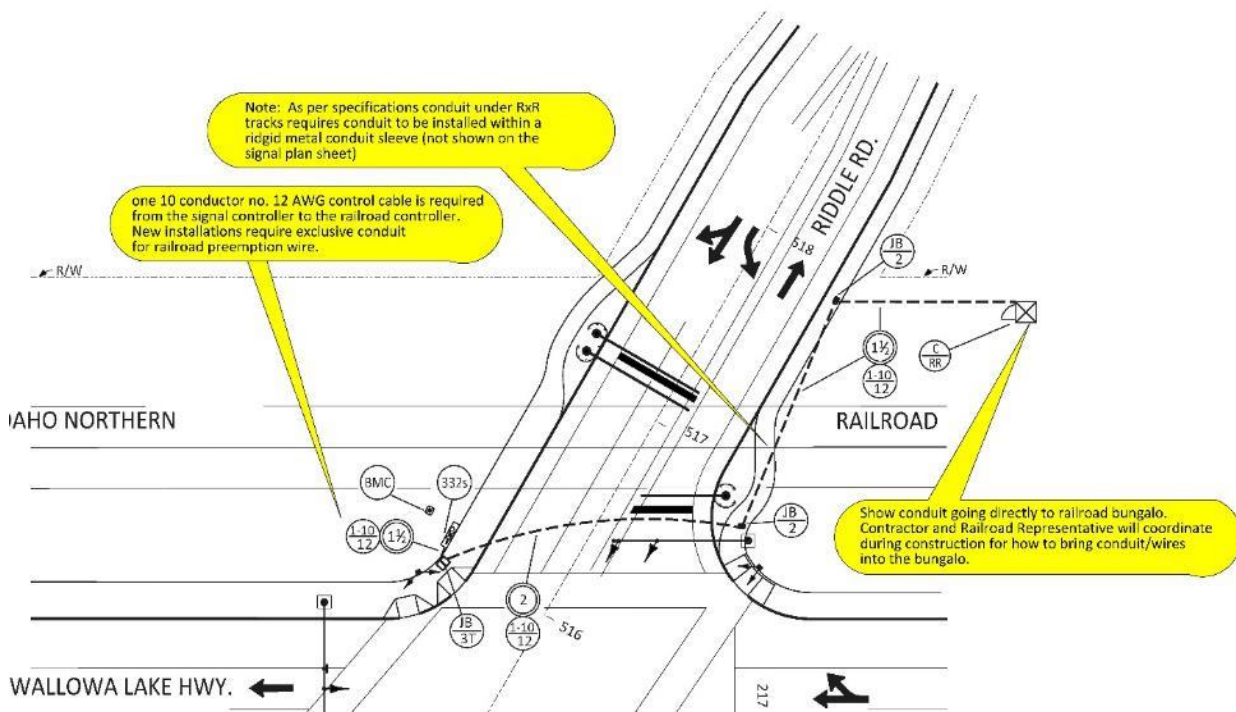 Note: As per specifications conduit under RxR
tracks requires conduit to be installed within a
ridgid metal conduit sleeve (not shown on the
signal plan sheet)
one 10 conductor no. 12 AWG control cable is required
from the signal controller to the railroad controller.
New installations require exclusive conduit
for railroad preemption wire.
R/W
RIDDLE RD.
518
JB
2
R/W
1½
1-10
12
C
RR
AHO NORTHERN
RAILROAD
517
BMC
332s
1-10
12
1½
JB
2
Show conduit going directly to railroad bungalo.
Contractor and Railroad Representative will coordinate
during construction for how to bring conduit/wires
into the bungalo.
JB
3T
2
1-10
12
516
WALLOWA LAKE HWY.
217